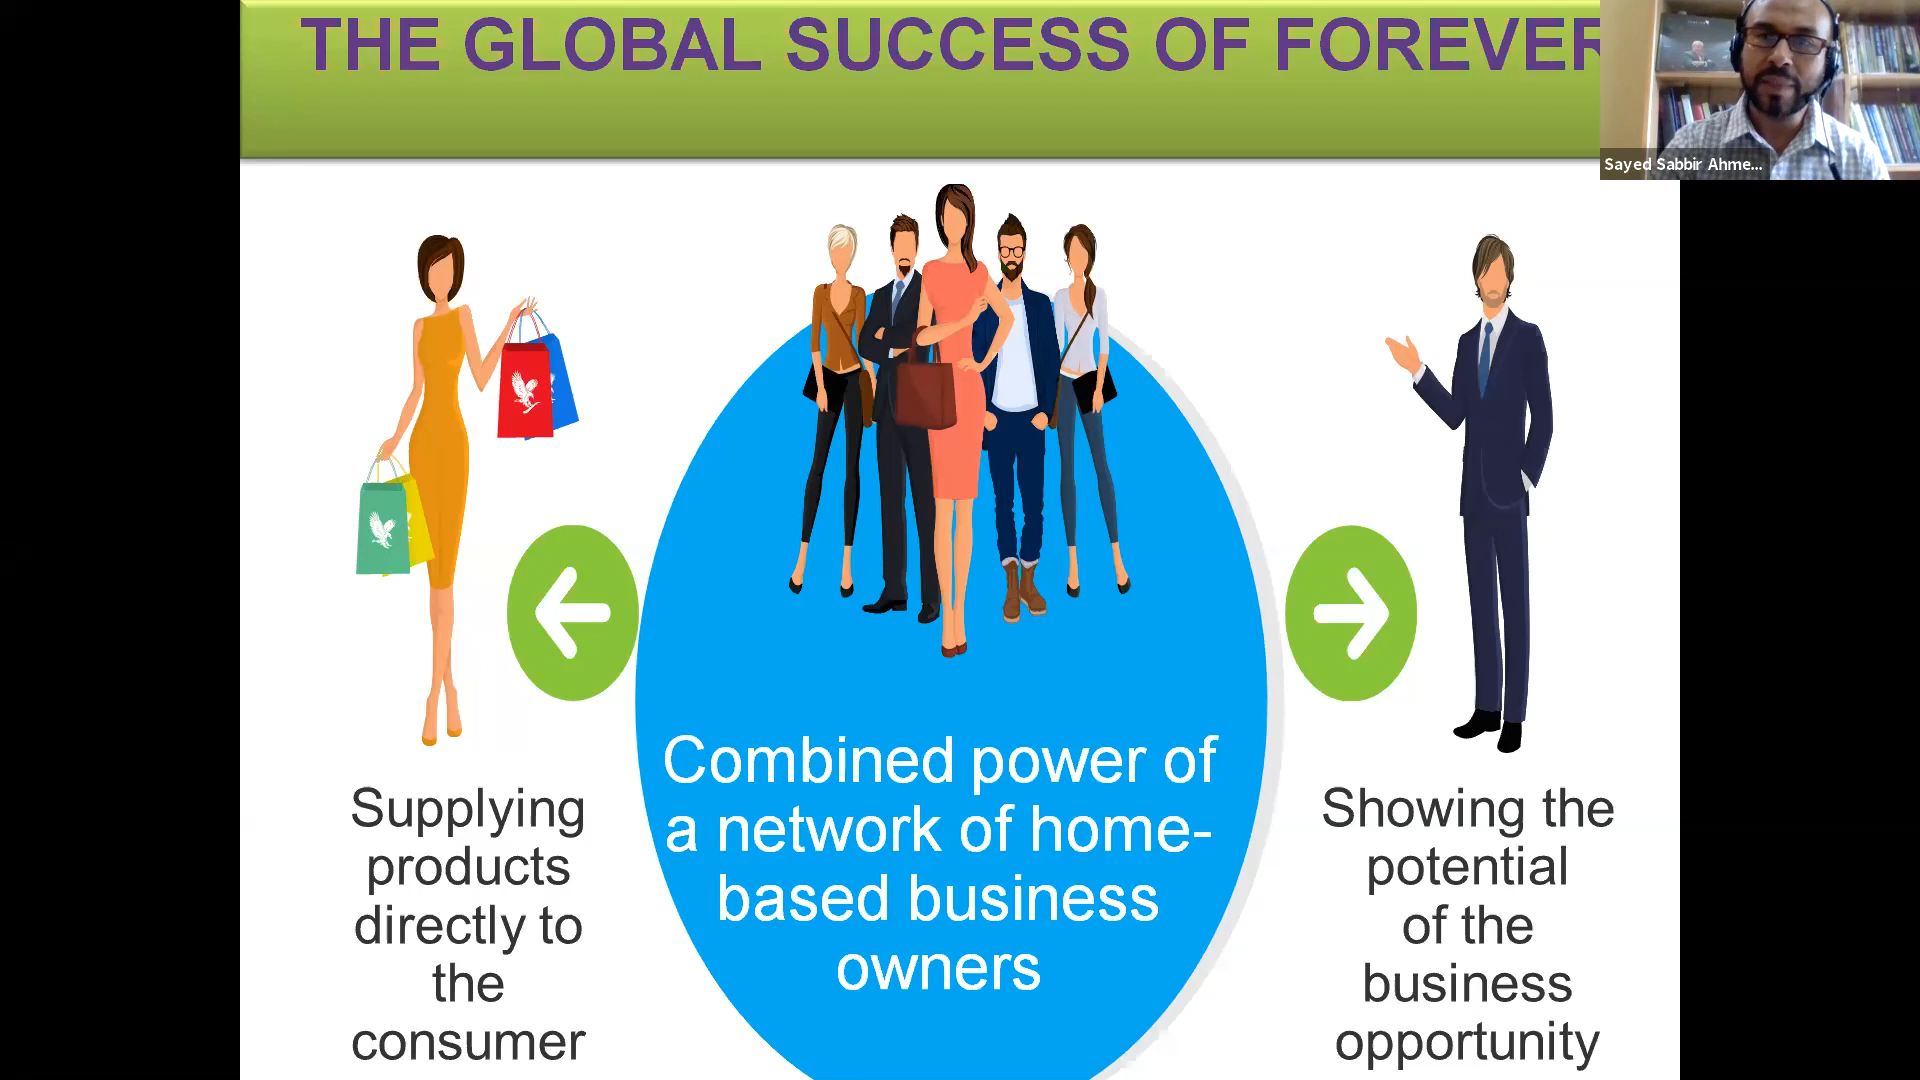 THE GLOBAL SUCCESS OF FOREVER
Sayed Sabbir Ahme...
Supplying
products
directly to
the
consumer
Combined power of
a network of home-
based business
owners
Showing the
potential
of the
business
opportunity